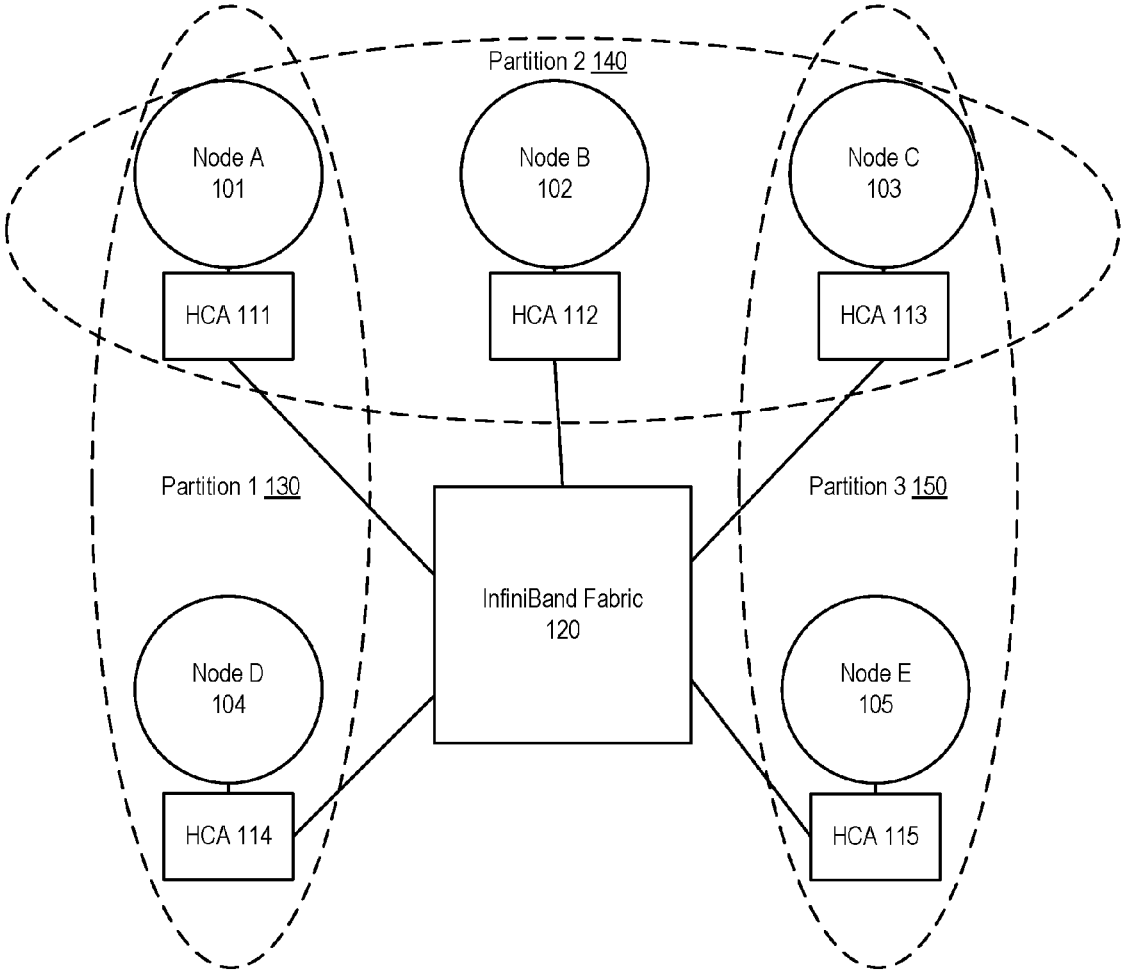 Partition 2 140
Node A
101
Node B
102
Node C
103
HCA 111
HCA 112
HCA 113
Partition 1 130
Partition 3 150
InfiniBand Fabric
120
Node D
104
Node E
105
HCA 114
HCA 115